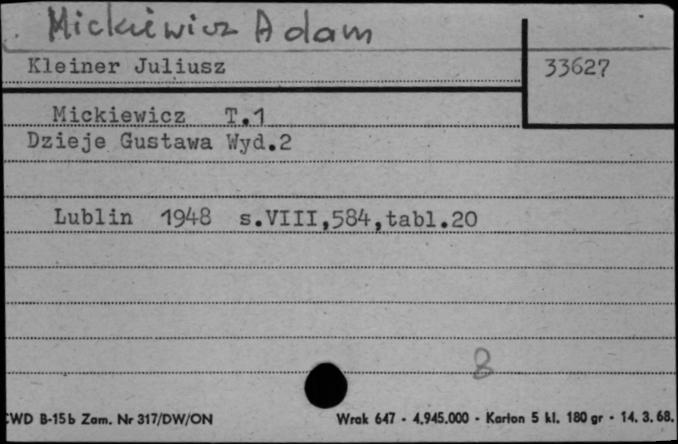 Mickiewicz Adam
Kleiner Juliusz
33627
Mickiewicz T.1
Dzieje Gustawa Wyd.2
Lublin 1948 s.VIII,584,tabl.20
8
CWD B-15b Zam. Nr 317/DW/ON
Wrak 647 - 4.945.000 - Karton 5 kl. 180 gr - 14. 3. 68.